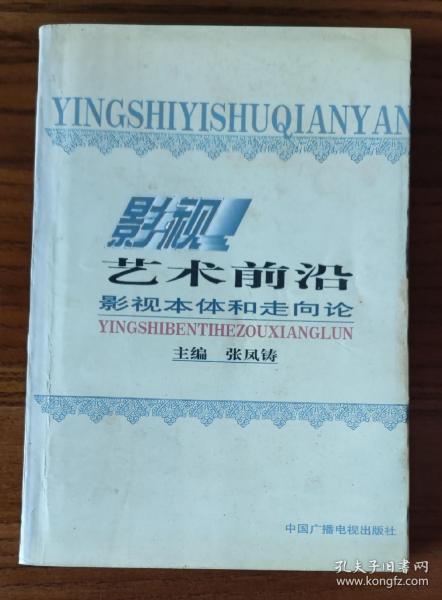 YINGSHIYISHUQIANYAN
影视
艺术前沿
影视本体和走向论
YINGSHIBENTIHEZOUXIANGLUN
主编 张凤铸
中国广播电视出版社
孔夫子旧书网
www.kongfz.com